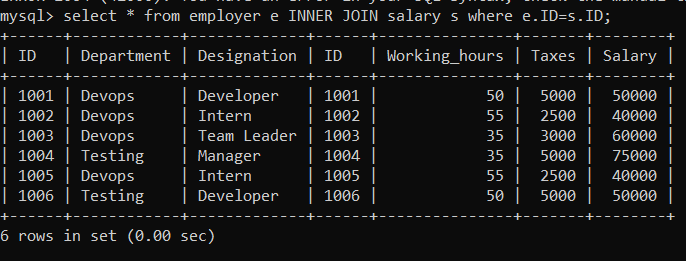 mysql> select * from employer e INNER JOIN salary s where e.ID=s.ID;
+------+------------+-------------+------+---------------+-------+--------+
| ID   | Department | Designation | ID   | Working_hours | Taxes | Salary |
+------+------------+-------------+------+---------------+-------+--------+
| 1001 | Devops     | Developer   | 1001 |            50 |  5000 |  50000 |
| 1002 | Devops     | Intern      | 1002 |            55 |  2500 |  40000 |
| 1003 | Devops     | Team Leader | 1003 |            35 |  3000 |  60000 |
| 1004 | Testing    | Manager     | 1004 |            35 |  5000 |  75000 |
| 1005 | Devops     | Intern      | 1005 |            55 |  2500 |  40000 |
| 1006 | Testing    | Developer   | 1006 |            50 |  5000 |  50000 |
+------+------------+-------------+------+---------------+-------+--------+
6 rows in set (0.00 sec)